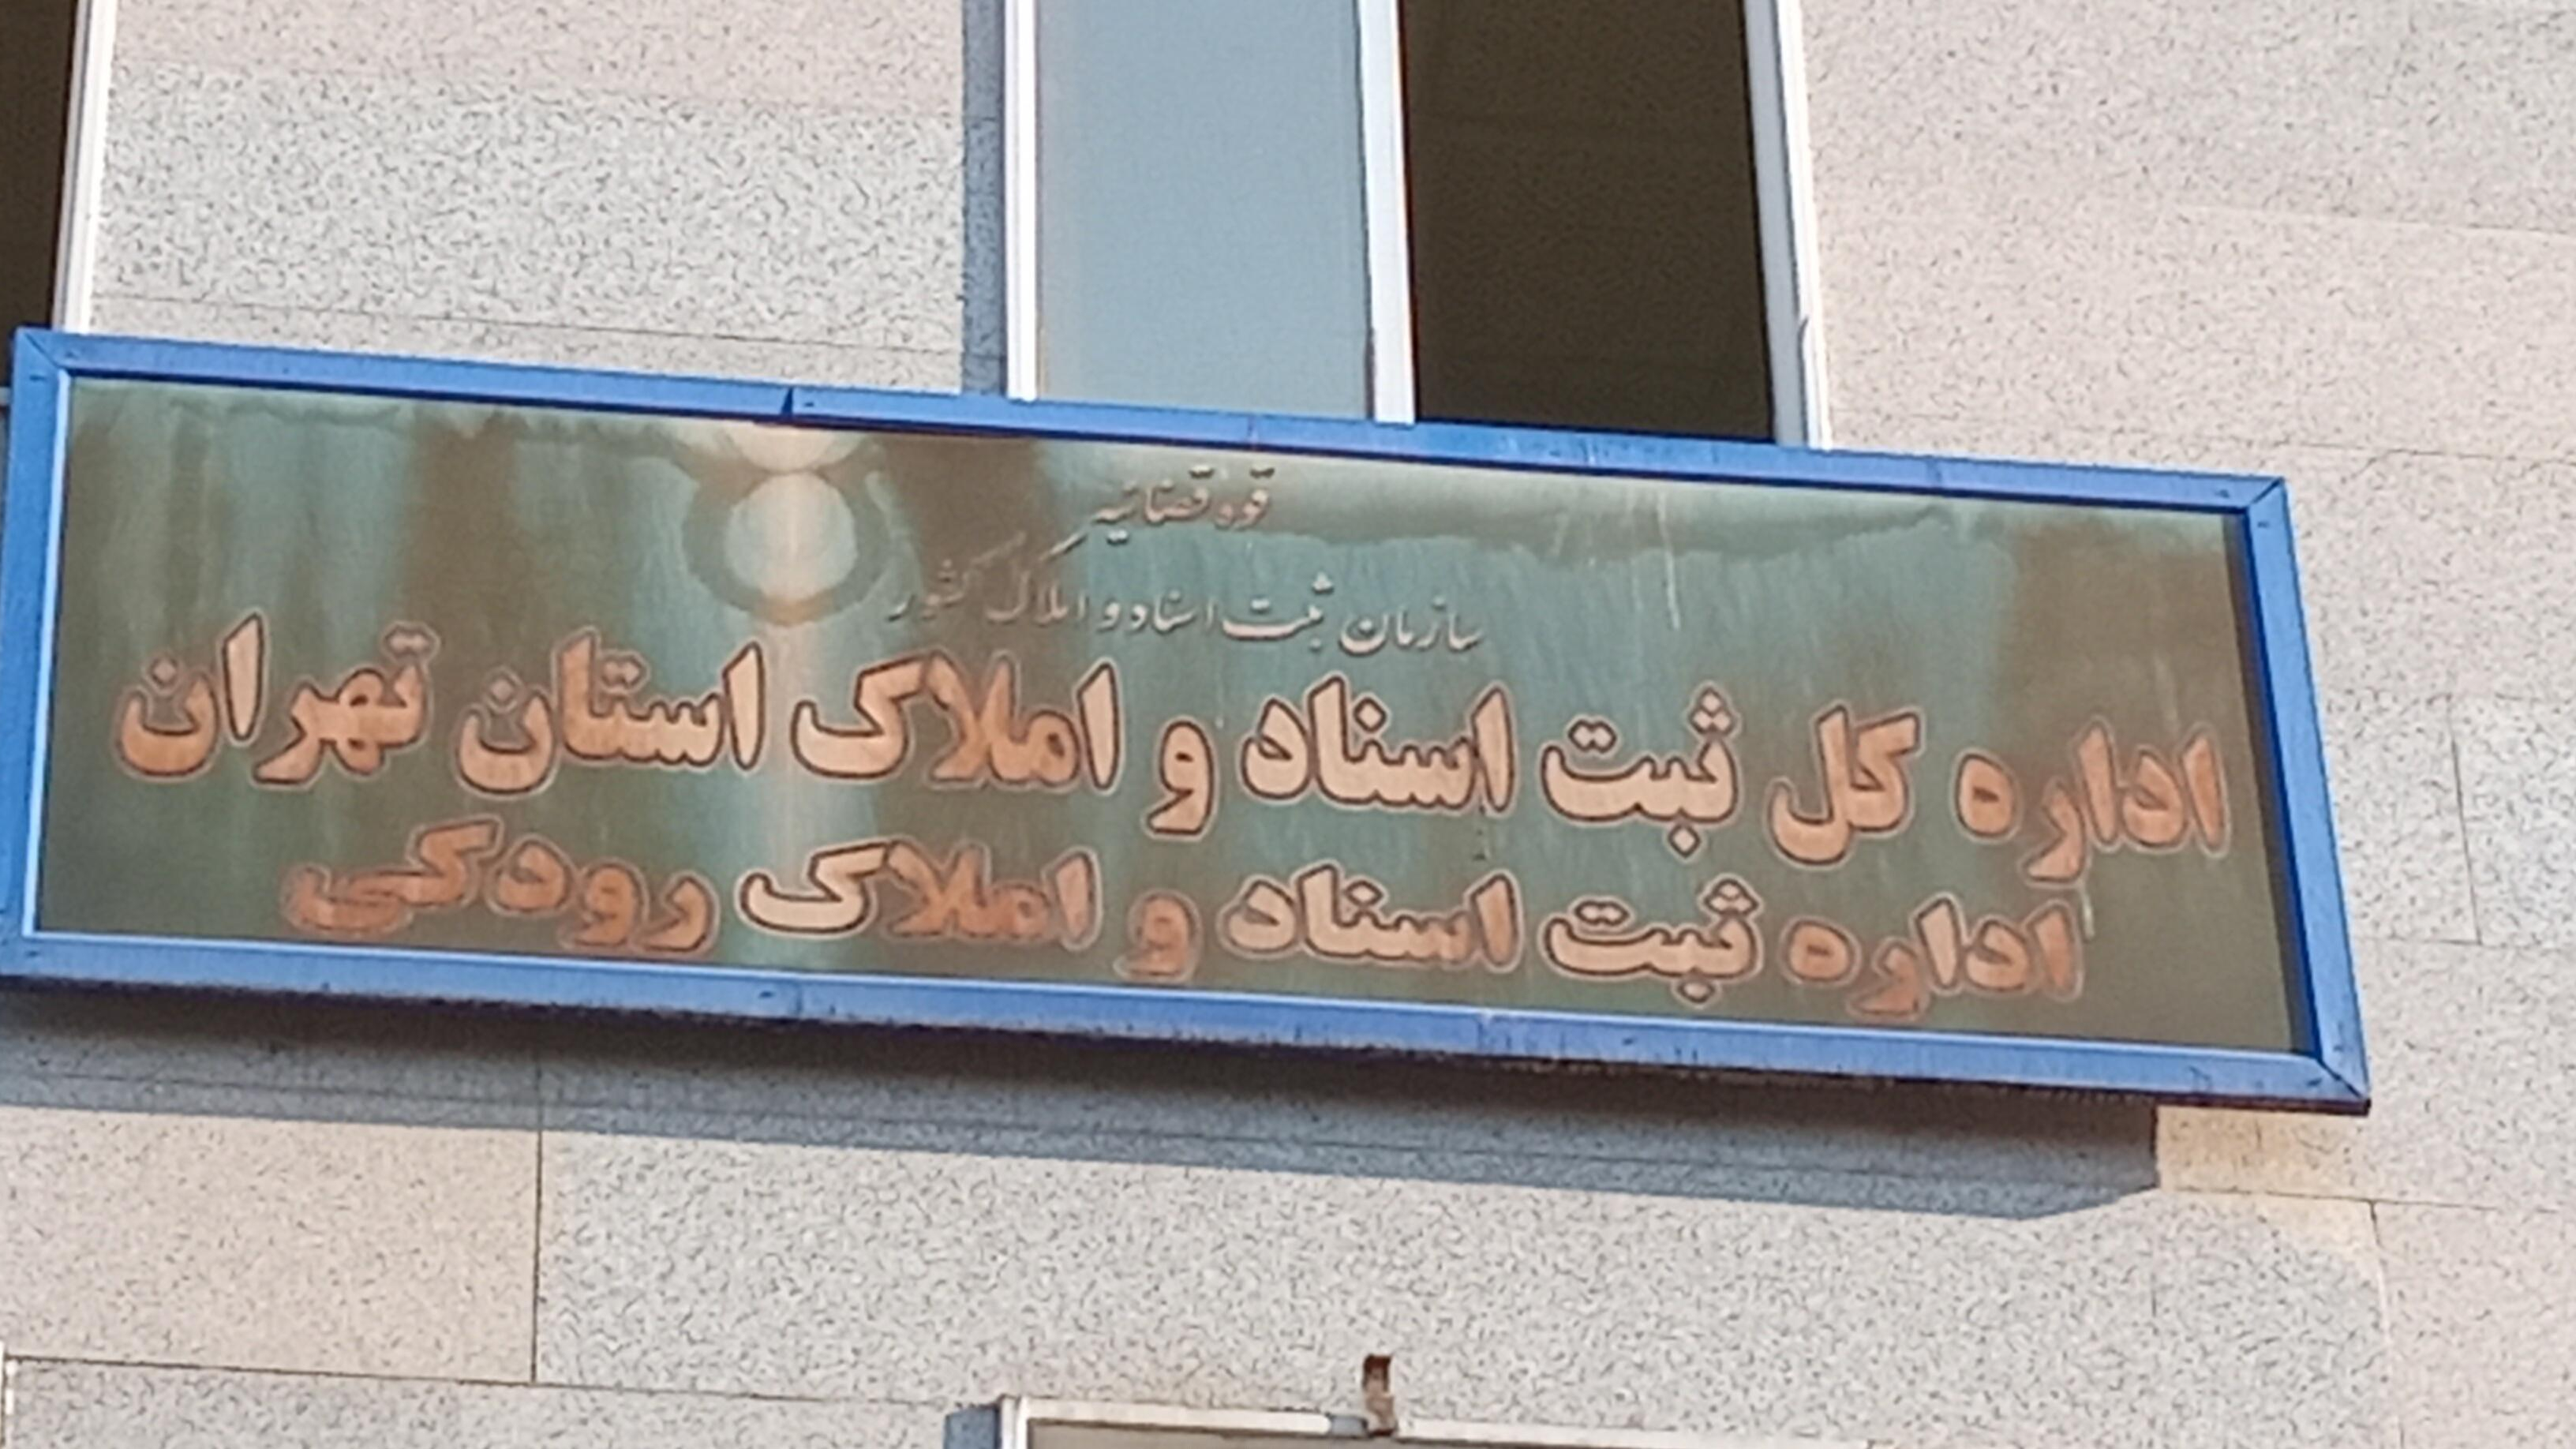 قوه قضائیه
سازمان ثبت اسناد و املاک کشور
اداره کل ثبت اسناد و املاک استان تهران
اداره ثبت اسناد و املاک رودکی